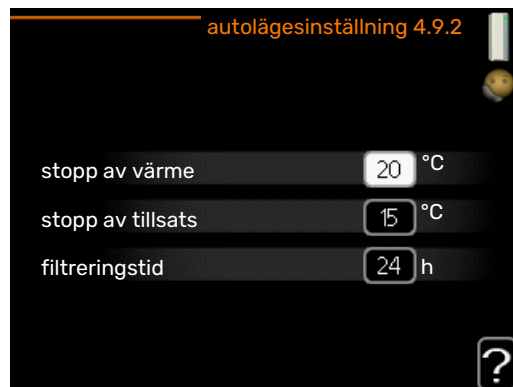 autolägesinställning 4.9.2
stopp av värme 20 °C
stopp av tillsats 15 °C
filtreringstid 24 h
?